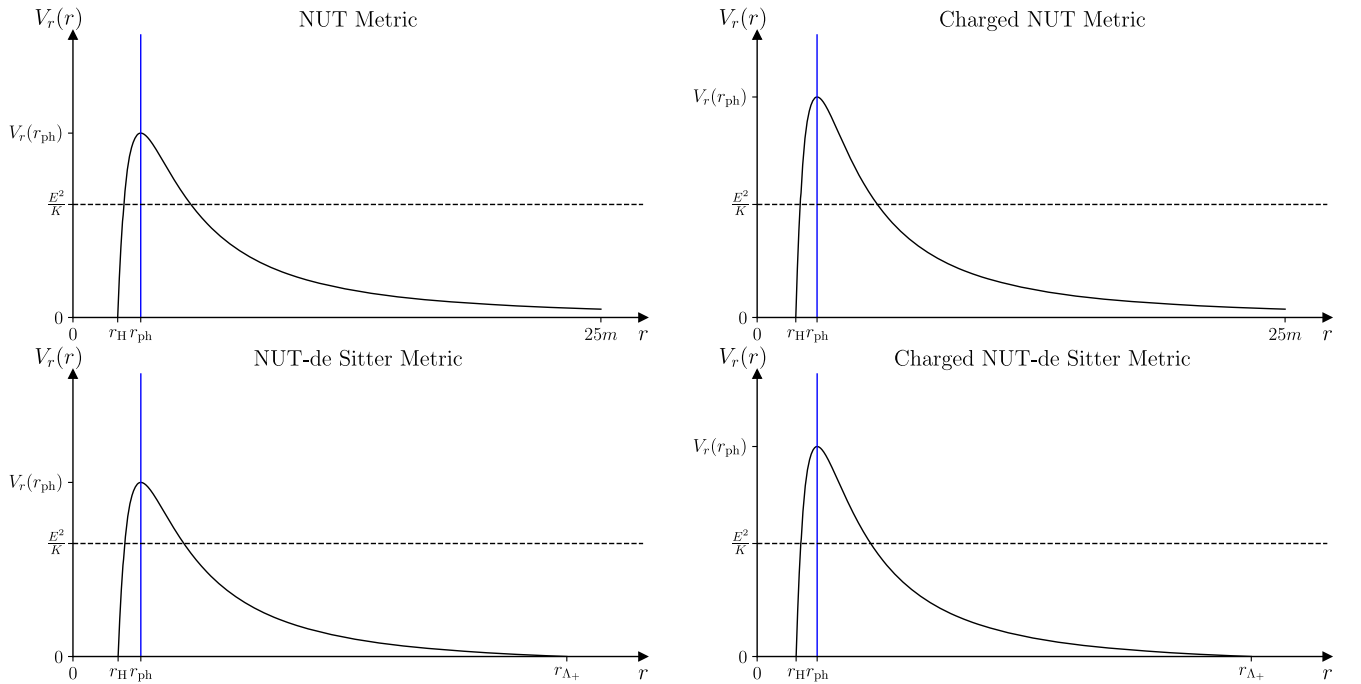 NUT Metric
V_r(r)
V_r(r_ph)
E^2/K
0
0 r_H r_ph 25m r
Charged NUT Metric
V_r(r)
V_r(r_ph)
E^2/K
0
0 r_H r_ph 25m r
NUT-de Sitter Metric
V_r(r)
V_r(r_ph)
E^2/K
0
0 r_H r_ph r_Λ+ r
Charged NUT-de Sitter Metric
V_r(r)
V_r(r_ph)
E^2/K
0
0 r_H r_ph r_Λ+ r